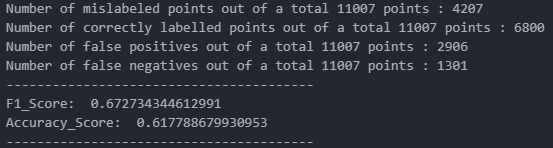 Number of mislabeled points out of a total 11007 points : 4207
Number of correctly labelled points out of a total 11007 points : 6800
Number of false positives out of a total 11007 points : 2906
Number of false negatives out of a total 11007 points : 1301
----------------------------------------
F1_Score:  0.672734344612991
Accuracy_Score:  0.617788679930953
----------------------------------------